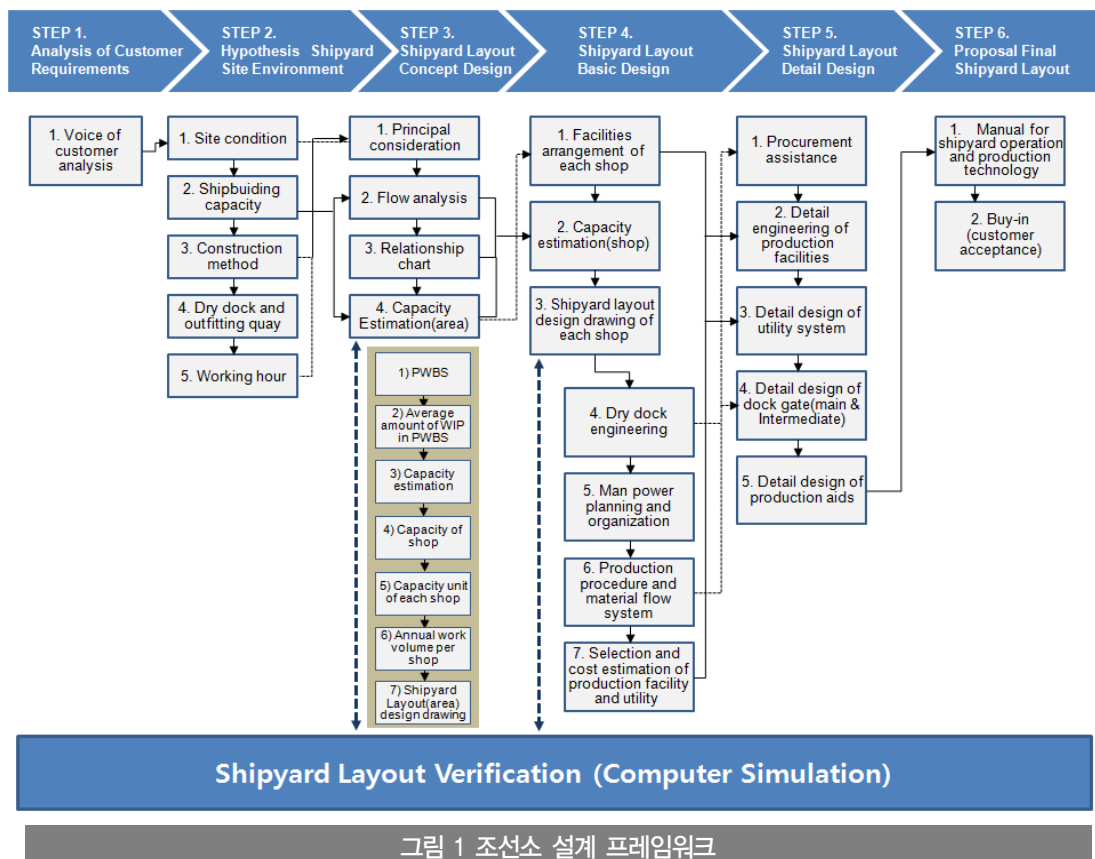 STEP 1.
Analysis of Customer
Requirements
STEP 2.
Hypothesis Shipyard
Site Environment
STEP 3.
Shipyard Layout
Concept Design
STEP 4.
Shipyard Layout
Basic Design
STEP 5.
Shipyard Layout
Detail Design
STEP 6.
Proposal Final
Shipyard Layout
1. Voice of
customer
analysis
1. Site condition
2. Shipbuiding
capacity
3. Construction
method
4. Dry dock and
outfitting quay
5. Working hour
1. Principal
consideration
2. Flow analysis
3. Relationship
chart
4. Capacity
Estimation(area)
1) PWBS
2) Average
amount of WIP
in PWBS
3) Capacity
estimation
4) Capacity of
shop
5) Capacity unit
of each shop
6) Annual work
volume per
shop
7) Shipyard
Layout(area)
design drawing
1. Facilities
arrangement of
each shop
2. Capacity
estimation(shop)
3. Shipyard layout
design drawing of
each shop
4. Dry dock
engineering
5. Man power
planning and
organization
6. Production
procedure and
material flow
system
7. Selection and
cost estimation of
production facility
and utility
1. Procurement
assistance
2. Detail
engineering of
production
facilities
3. Detail design of
utility system
4. Detail design of
dock gate(main &
Intermediate)
5. Detail design of
production aids
1. Manual for
shipyard operation
and production
technology
2. Buy-in
(customer
acceptance)
Shipyard Layout Verification (Computer Simulation)
그림 1 조선소 설계 프레임워크